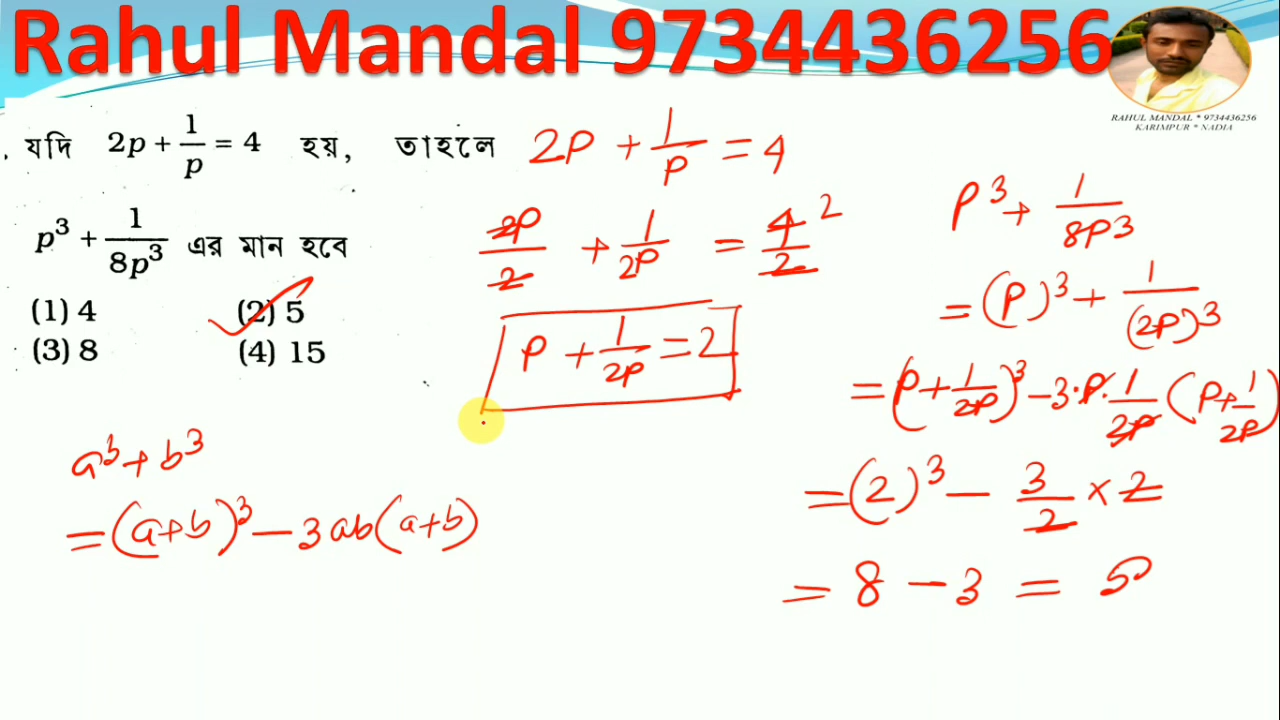 Rahul Mandal 9734436256
RAHUL MANDAL * 9734436256
KARIMPUR * NADIA
. যদি 2p + 1/p = 4 হয়, তাহলে
p³ + 1/8p³ এর মান হবে
(1) 4 (2) 5
(3) 8 (4) 15
a³ + b³
= (a+b)³ - 3ab(a+b)
2P + 1/P = 4
2P/2 + 1/2P = 4/2 2
P + 1/2P = 2
P³ + 1/8P³
= (P)³ + 1/(2P)³
= (P + 1/2P)³ - 3·P·1/2P (P + 1/2P)
= (2)³ - 3/2 × 2
= 8 - 3 = 5